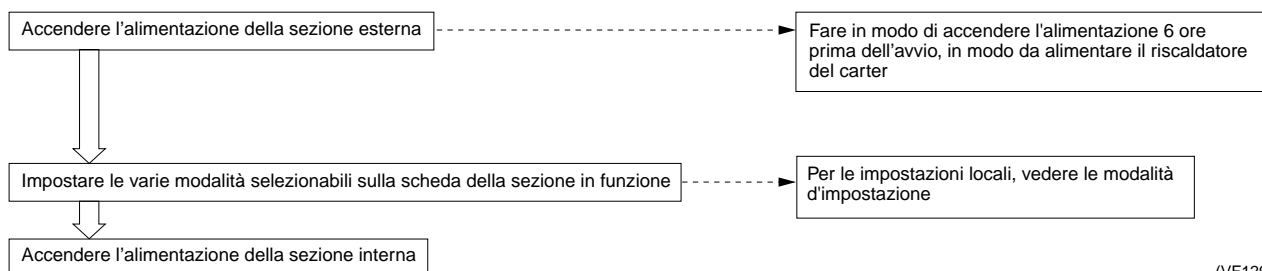 Accendere l'alimentazione della sezione esterna
Fare in modo di accendere l'alimentazione 6 ore
prima dell'avvio, in modo da alimentare il riscaldatore
del carter
Impostare le varie modalità selezionabili sulla scheda della sezione in funzione
Per le impostazioni locali, vedere le modalità
d'impostazione
Accendere l'alimentazione della sezione interna